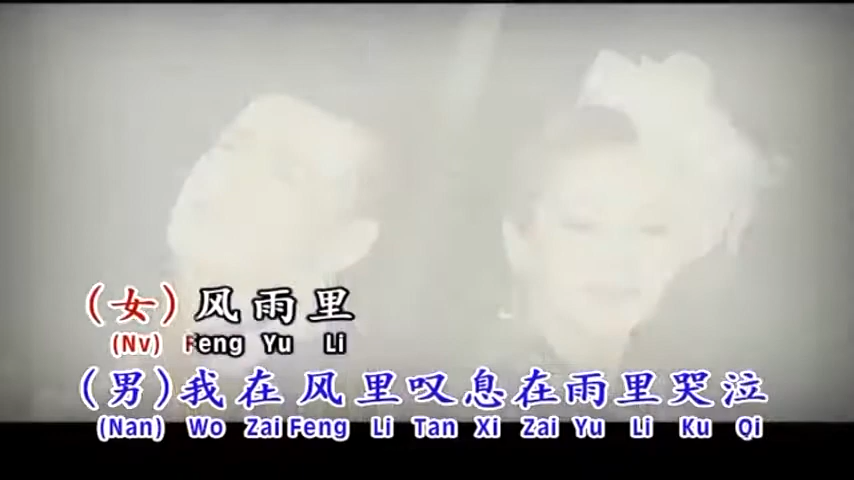 (女) 风雨里
(Nv) Feng Yu Li
(男)我在风里叹息在雨里哭泣
(Nan) Wo Zai Feng Li Tan Xi Zai Yu Li Ku Qi